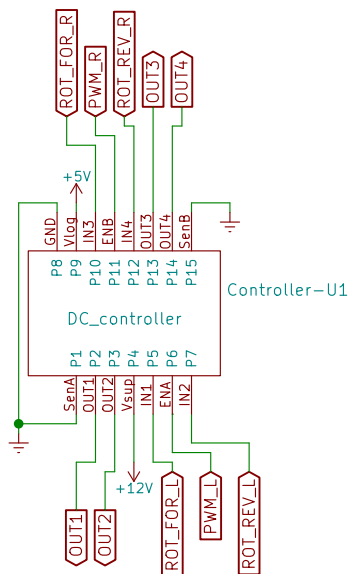 ROT_FOR_R
PWM_R
ROT_REV_R
OUT3
OUT4
+5V
GND
Vlog
IN3
ENB
IN4
OUT3
OUT4
SenB
P8
P9
P10
P11
P12
P13
P14
P15
Controller-U1
DC_controller
P1
P2
P3
P4
P5
P6
P7
SenA
OUT1
OUT2
Vsup
IN1
ENA
IN2
+12V
OUT1
OUT2
ROT_FOR_L
PWM_L
ROT_REV_L